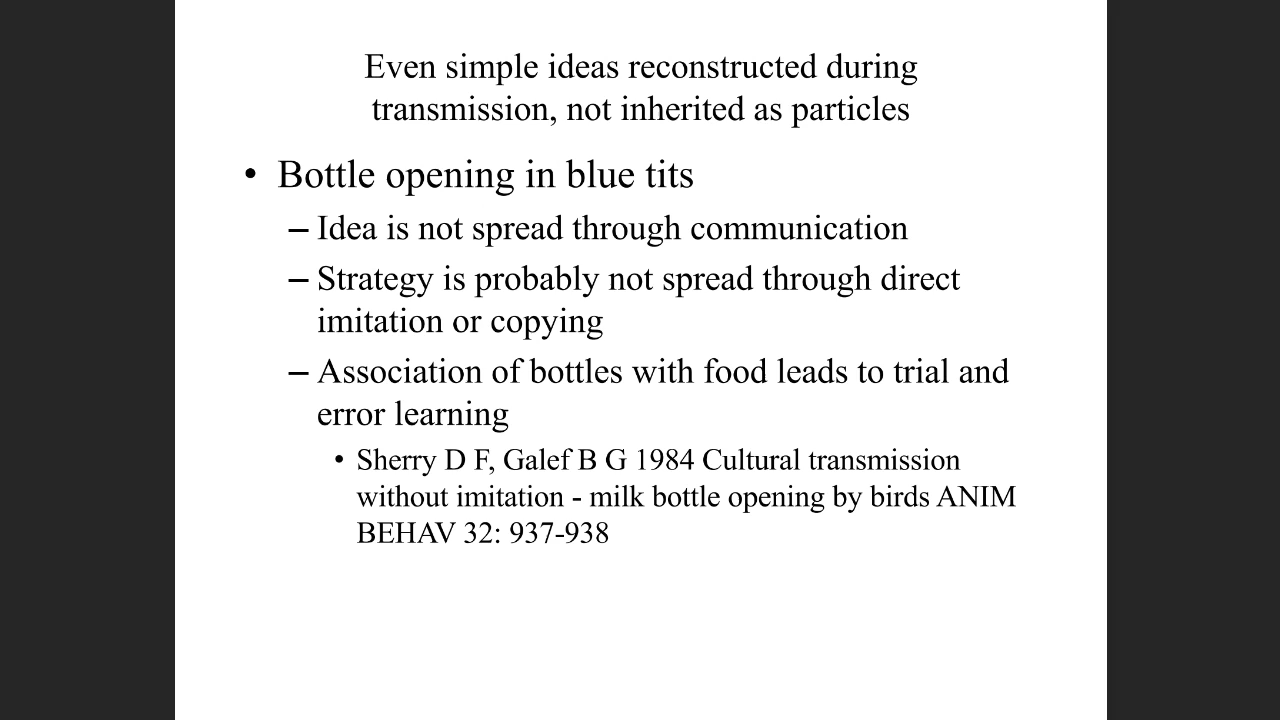 Even simple ideas reconstructed during
transmission, not inherited as particles
• Bottle opening in blue tits
– Idea is not spread through communication
– Strategy is probably not spread through direct
imitation or copying
– Association of bottles with food leads to trial and
error learning
• Sherry D F, Galef B G 1984 Cultural transmission
without imitation - milk bottle opening by birds ANIM
BEHAV 32: 937-938